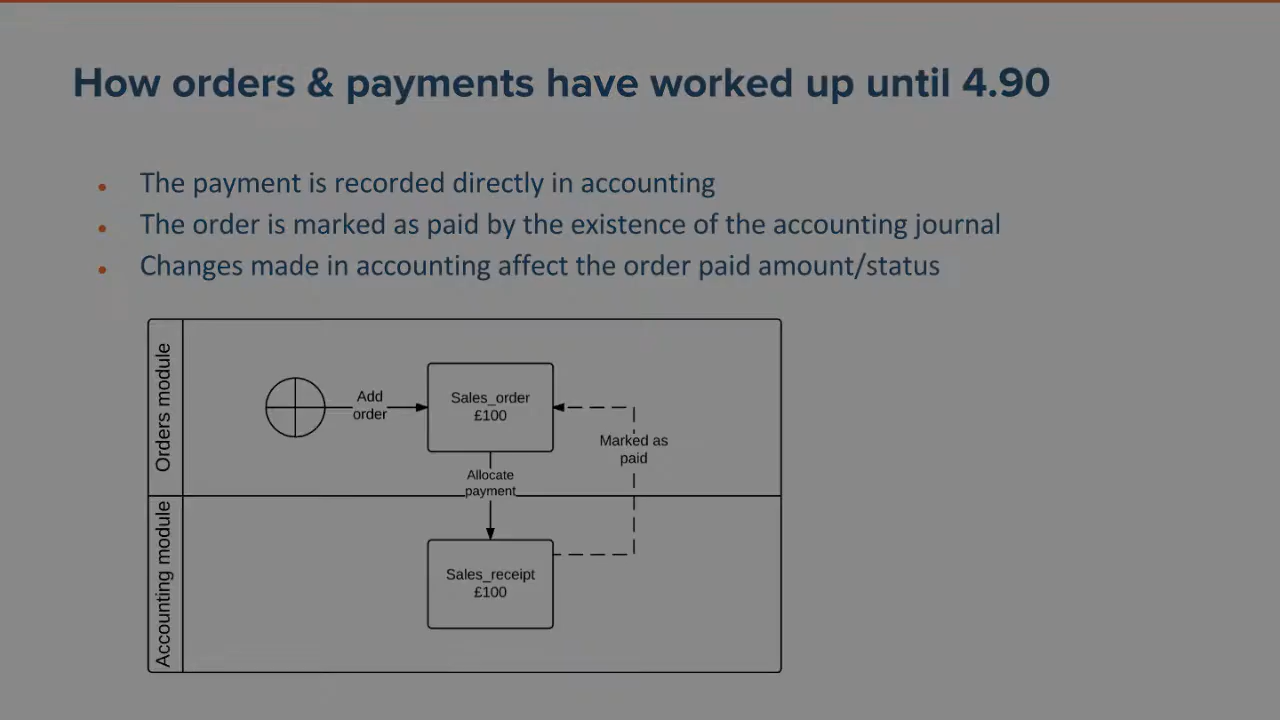 How orders & payments have worked up until 4.90
• The payment is recorded directly in accounting
• The order is marked as paid by the existence of the accounting journal
• Changes made in accounting affect the order paid amount/status
Orders module
Add
order
Sales_order
£100
Marked as
paid
Allocate
payment
Accounting module
Sales_receipt
£100